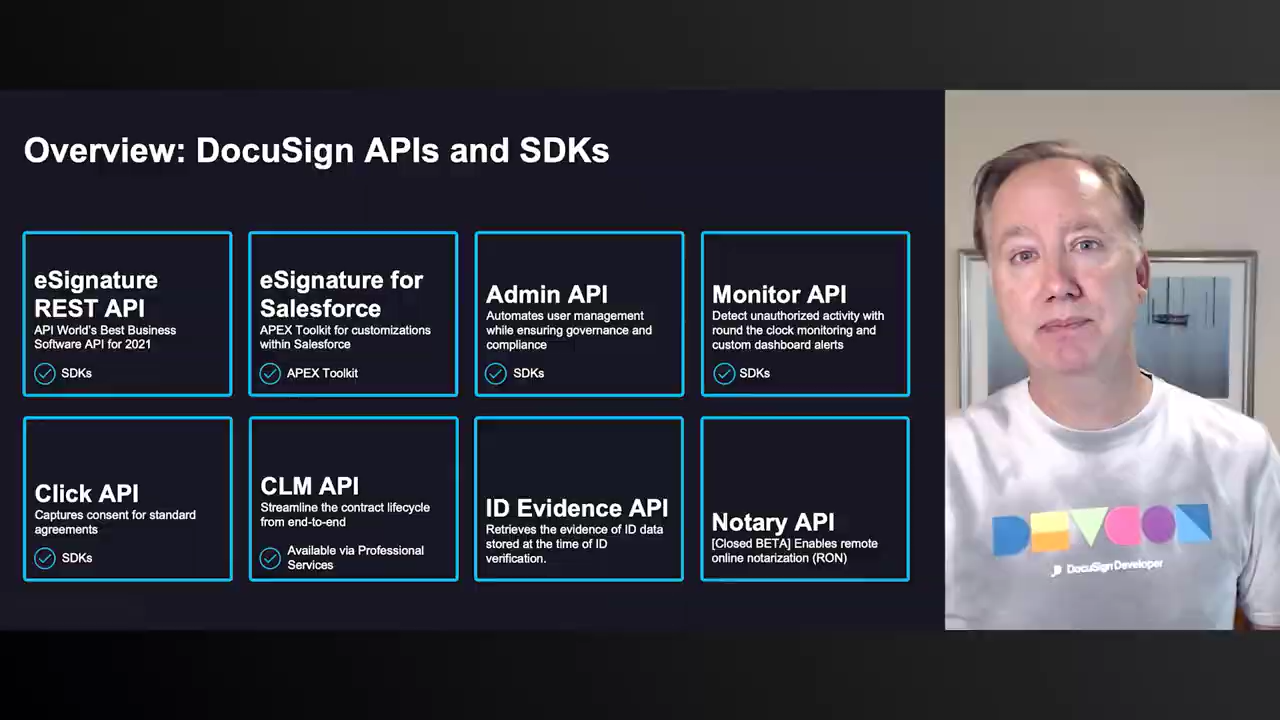 Overview: DocuSign APIs and SDKs
eSignature
REST API
API World's Best Business
Software API for 2021
SDKs
eSignature for
Salesforce
APEX Toolkit for customizations
within Salesforce
APEX Toolkit
Admin API
Automates user management
while ensuring governance and
compliance
SDKs
Monitor API
Detect unauthorized activity with
round the clock monitoring and
custom dashboard alerts
SDKs
Click API
Captures consent for standard
agreements
SDKs
CLM API
Streamline the contract lifecycle
from end-to-end
Available via Professional
Services
ID Evidence API
Retrieves the evidence of ID data
stored at the time of ID
verification.
Notary API
[Closed BETA] Enables remote
online notarization (RON)
DEVCON
DocuSign Developer